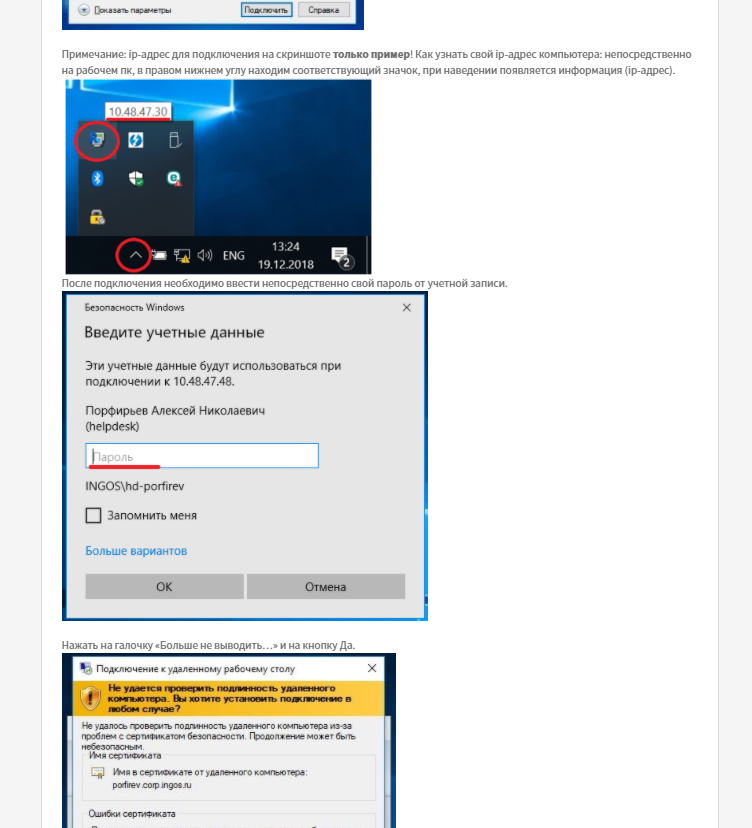 Показать параметры
Подключить
Справка
Примечание: ip-адрес для подключения на скриншоте только пример! Как узнать свой ip-адрес компьютера: непосредственно
на рабочем пк, в правом нижнем углу находим соответствующий значок, при наведении появляется информация (ip-адрес).
10.48.47.30
ENG
13:24
19.12.2018
2
После подключения необходимо ввести непосредственно свой пароль от учетной записи.
Безопасность Windows
Введите учетные данные
Эти учетные данные будут использоваться при
подключении к 10.48.47.48.
Порфирьев Алексей Николаевич
(helpdesk)
Пароль
INGOS\hd-porfirev
Запомнить меня
Больше вариантов
ОК
Отмена
Нажать на галочку «Больше не выводить…» и на кнопку Да.
Подключение к удаленному рабочему столу
Не удается проверить подлинность удаленного
компьютера. Вы хотите установить подключение в
любом случае?
Не удалось проверить подлинность удаленного компьютера из-за
проблем с сертификатом безопасности. Продолжение может быть
небезопасным.
Имя сертификата
Имя в сертификате от удаленного компьютера:
porfirev.corp.ingos.ru
Ошибки сертификата